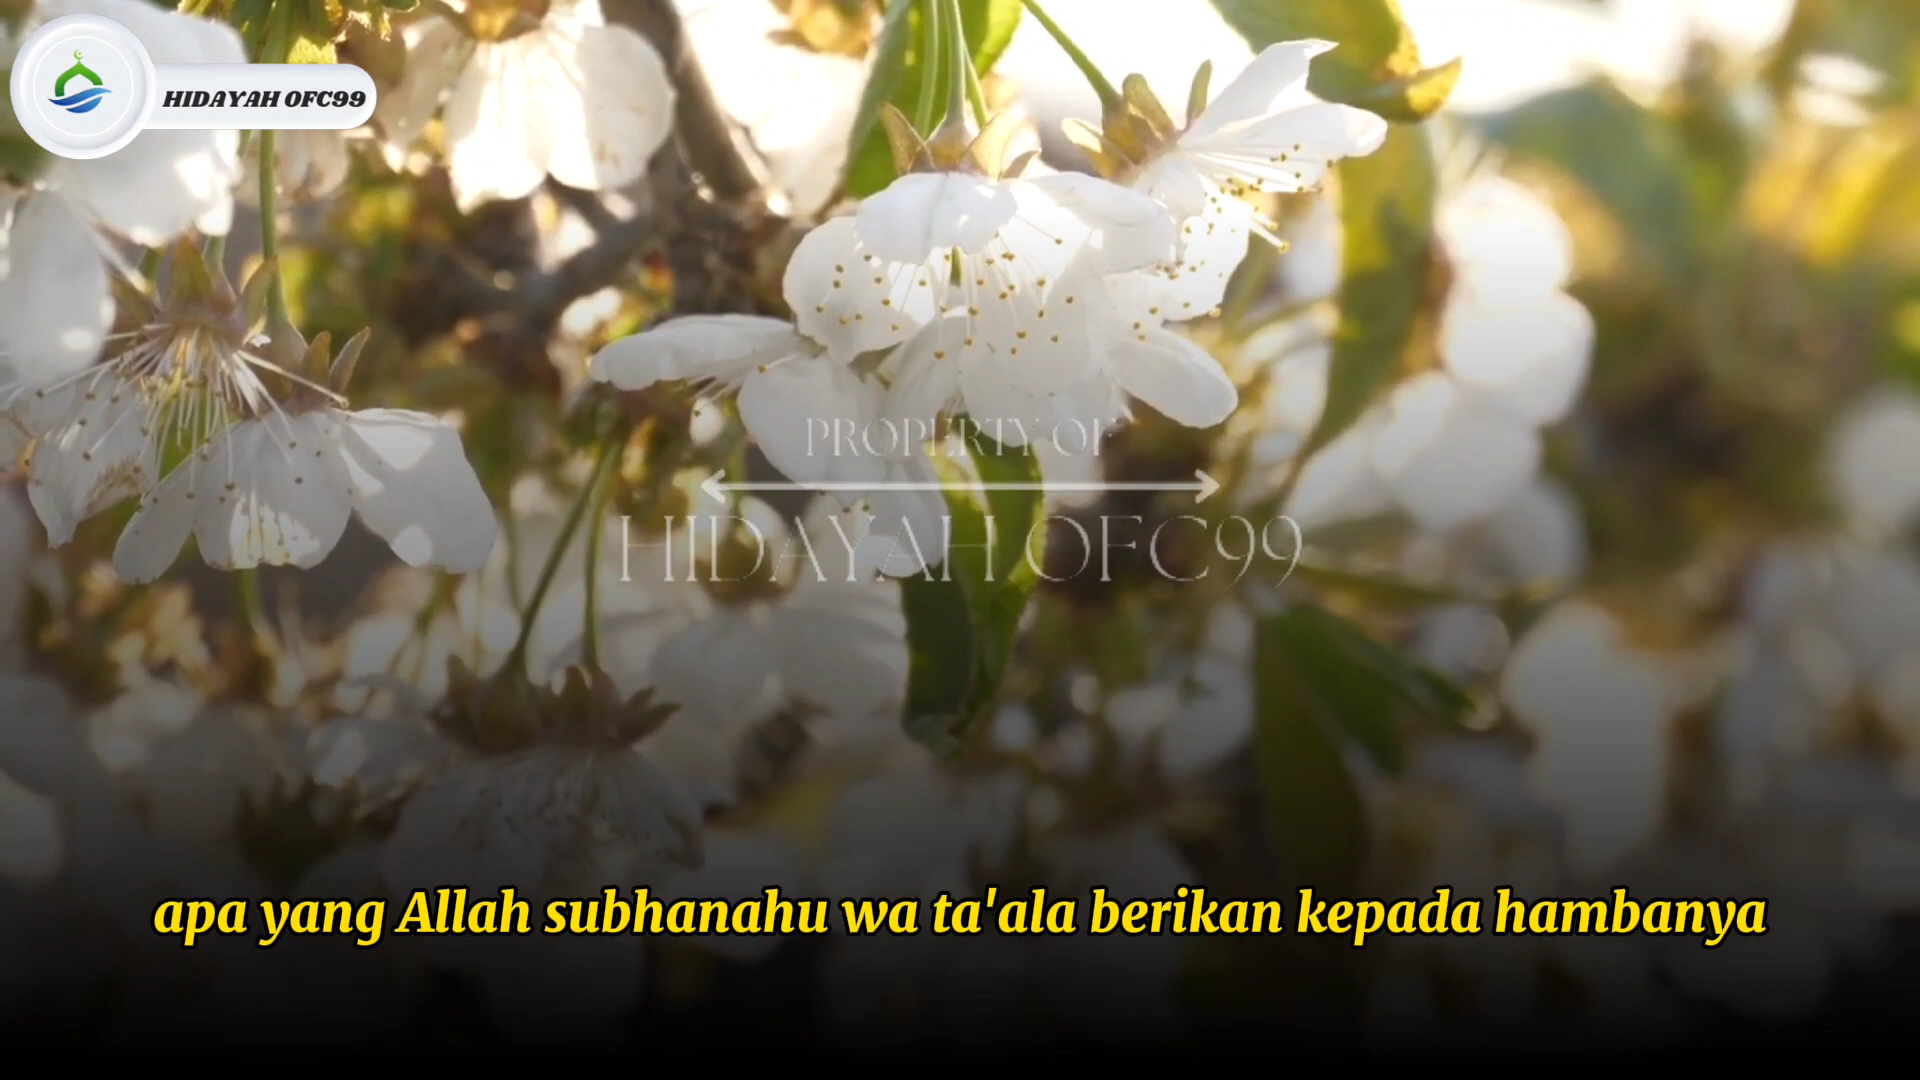 HIDAYAH OFC99
PROPERTY OF
HIDAYAH OFC99
apa yang Allah subhanahu wa ta'ala berikan kepada hambanya